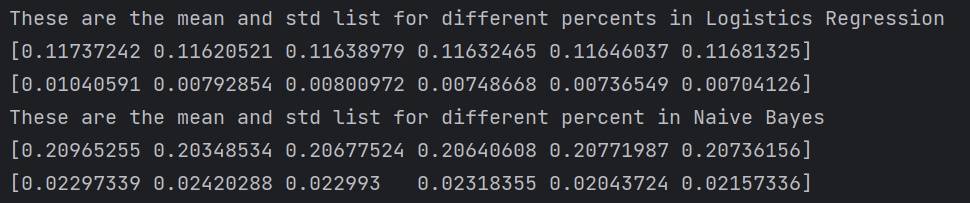 These are the mean and std list for different percents in Logistics Regression
[0.11737242 0.11620521 0.11638979 0.11632465 0.11646037 0.11681325]
[0.01040591 0.00792854 0.00800972 0.00748668 0.00736549 0.00704126]
These are the mean and std list for different percent in Naive Bayes
[0.20965255 0.20348534 0.20677524 0.20640608 0.20771987 0.20736156]
[0.02297339 0.02420288 0.022993   0.02318355 0.02043724 0.02157336]